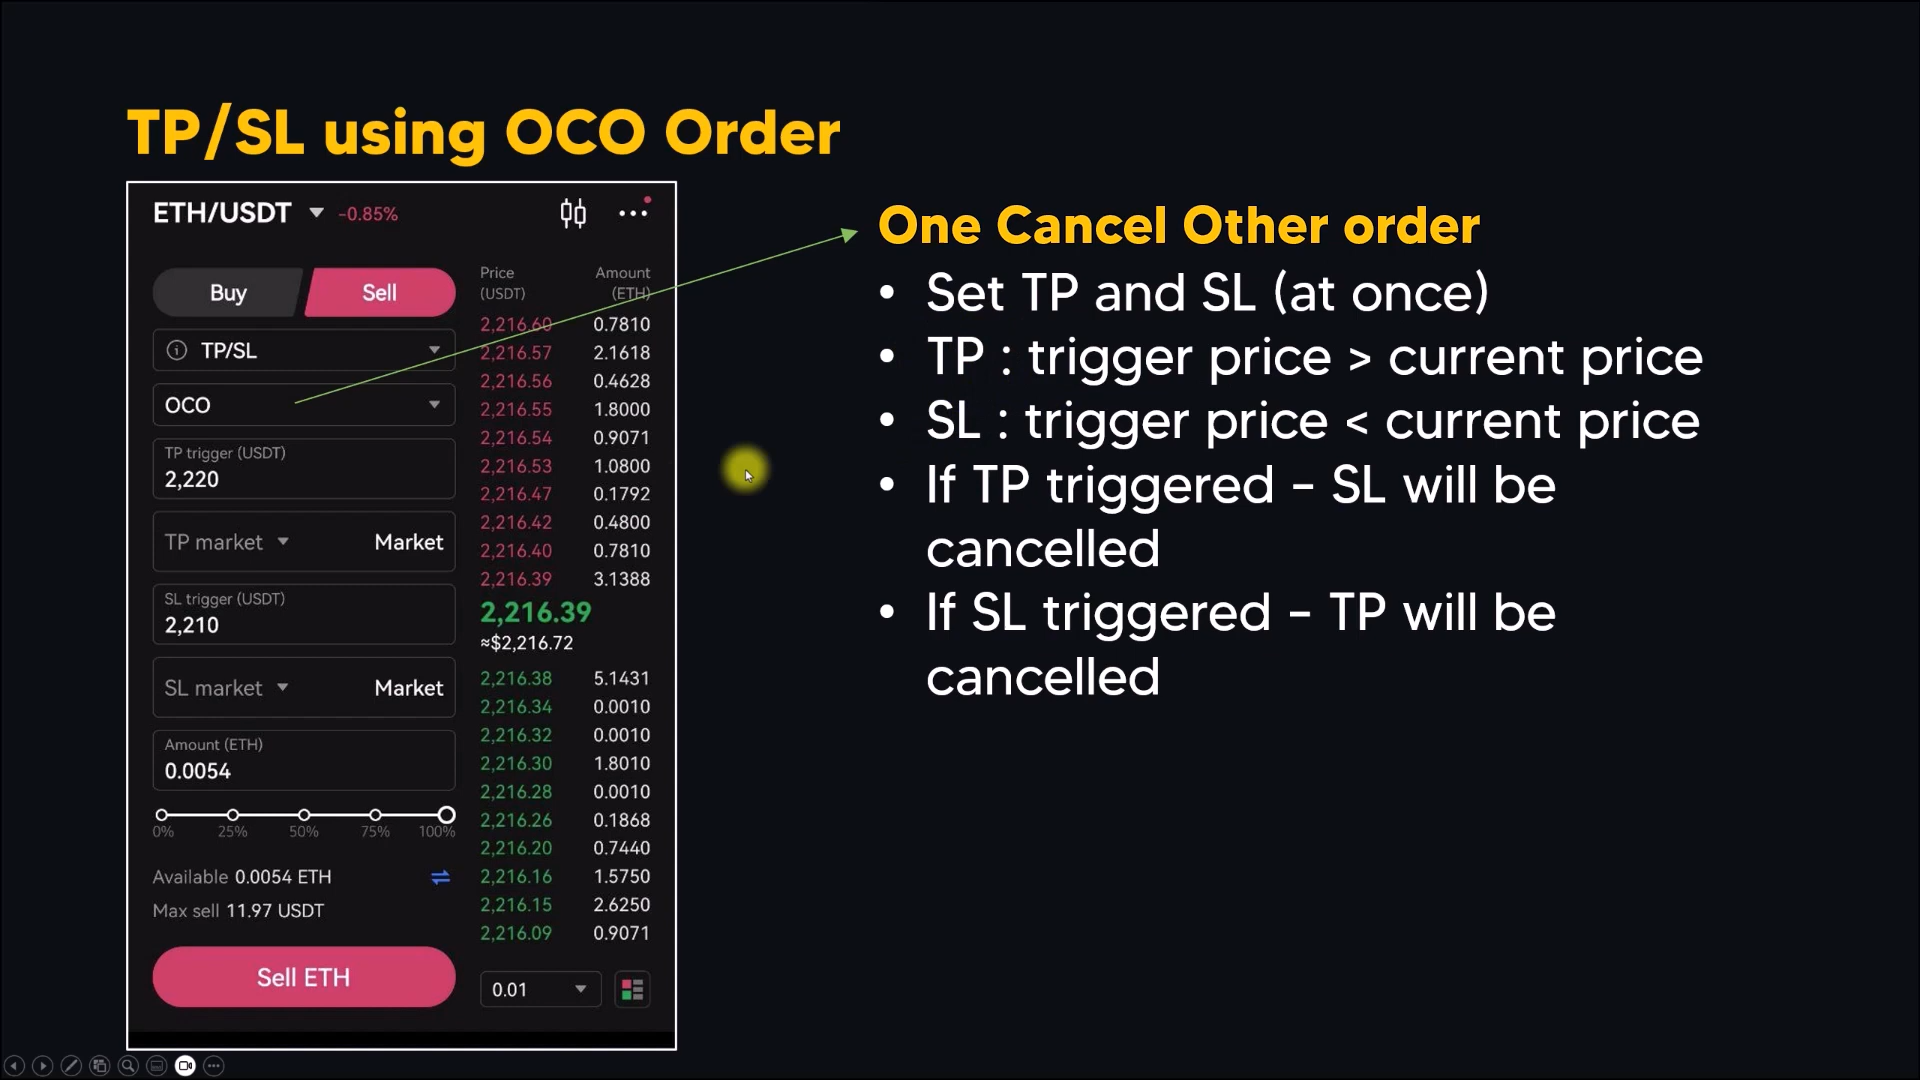 TP/SL using OCO Order
ETH/USDT -0.85%
Buy
Sell
TP/SL
OCO
TP trigger (USDT)
2,220
TP market Market
SL trigger (USDT)
2,210
SL market Market
Amount (ETH)
0.0054
0% 25% 50% 75% 100%
Available 0.0054 ETH
Max sell 11.97 USDT
Sell ETH
Price Amount
(USDT) (ETH)
2,216.60 0.7810
2,216.57 2.1618
2,216.56 0.4628
2,216.55 1.8000
2,216.54 0.9071
2,216.53 1.0800
2,216.47 0.1792
2,216.42 0.4800
2,216.40 0.7810
2,216.39 3.1388
2,216.39
≈$2,216.72
2,216.38 5.1431
2,216.34 0.0010
2,216.32 0.0010
2,216.30 1.8010
2,216.28 0.0010
2,216.26 0.1868
2,216.20 0.7440
2,216.16 1.5750
2,216.15 2.6250
2,216.09 0.9071
0.01
One Cancel Other order
• Set TP and SL (at once)
• TP : trigger price > current price
• SL : trigger price < current price
• If TP triggered - SL will be
cancelled
• If SL triggered - TP will be
cancelled